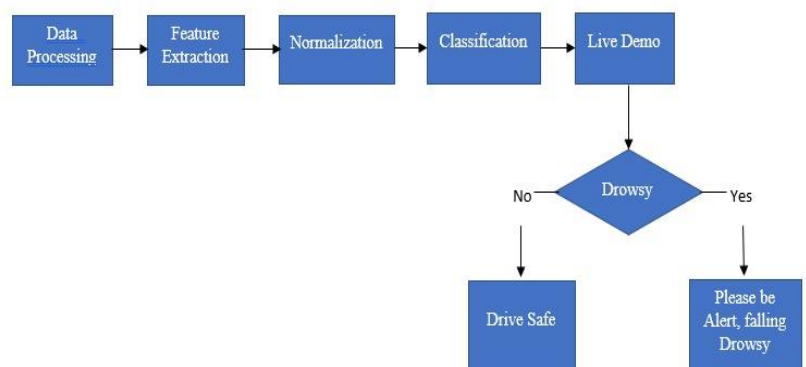 Data
Processing
Feature
Extraction
Normalization
Classification
Live Demo
Drowsy
No
Yes
Drive Safe
Please be
Alert, falling
Drowsy